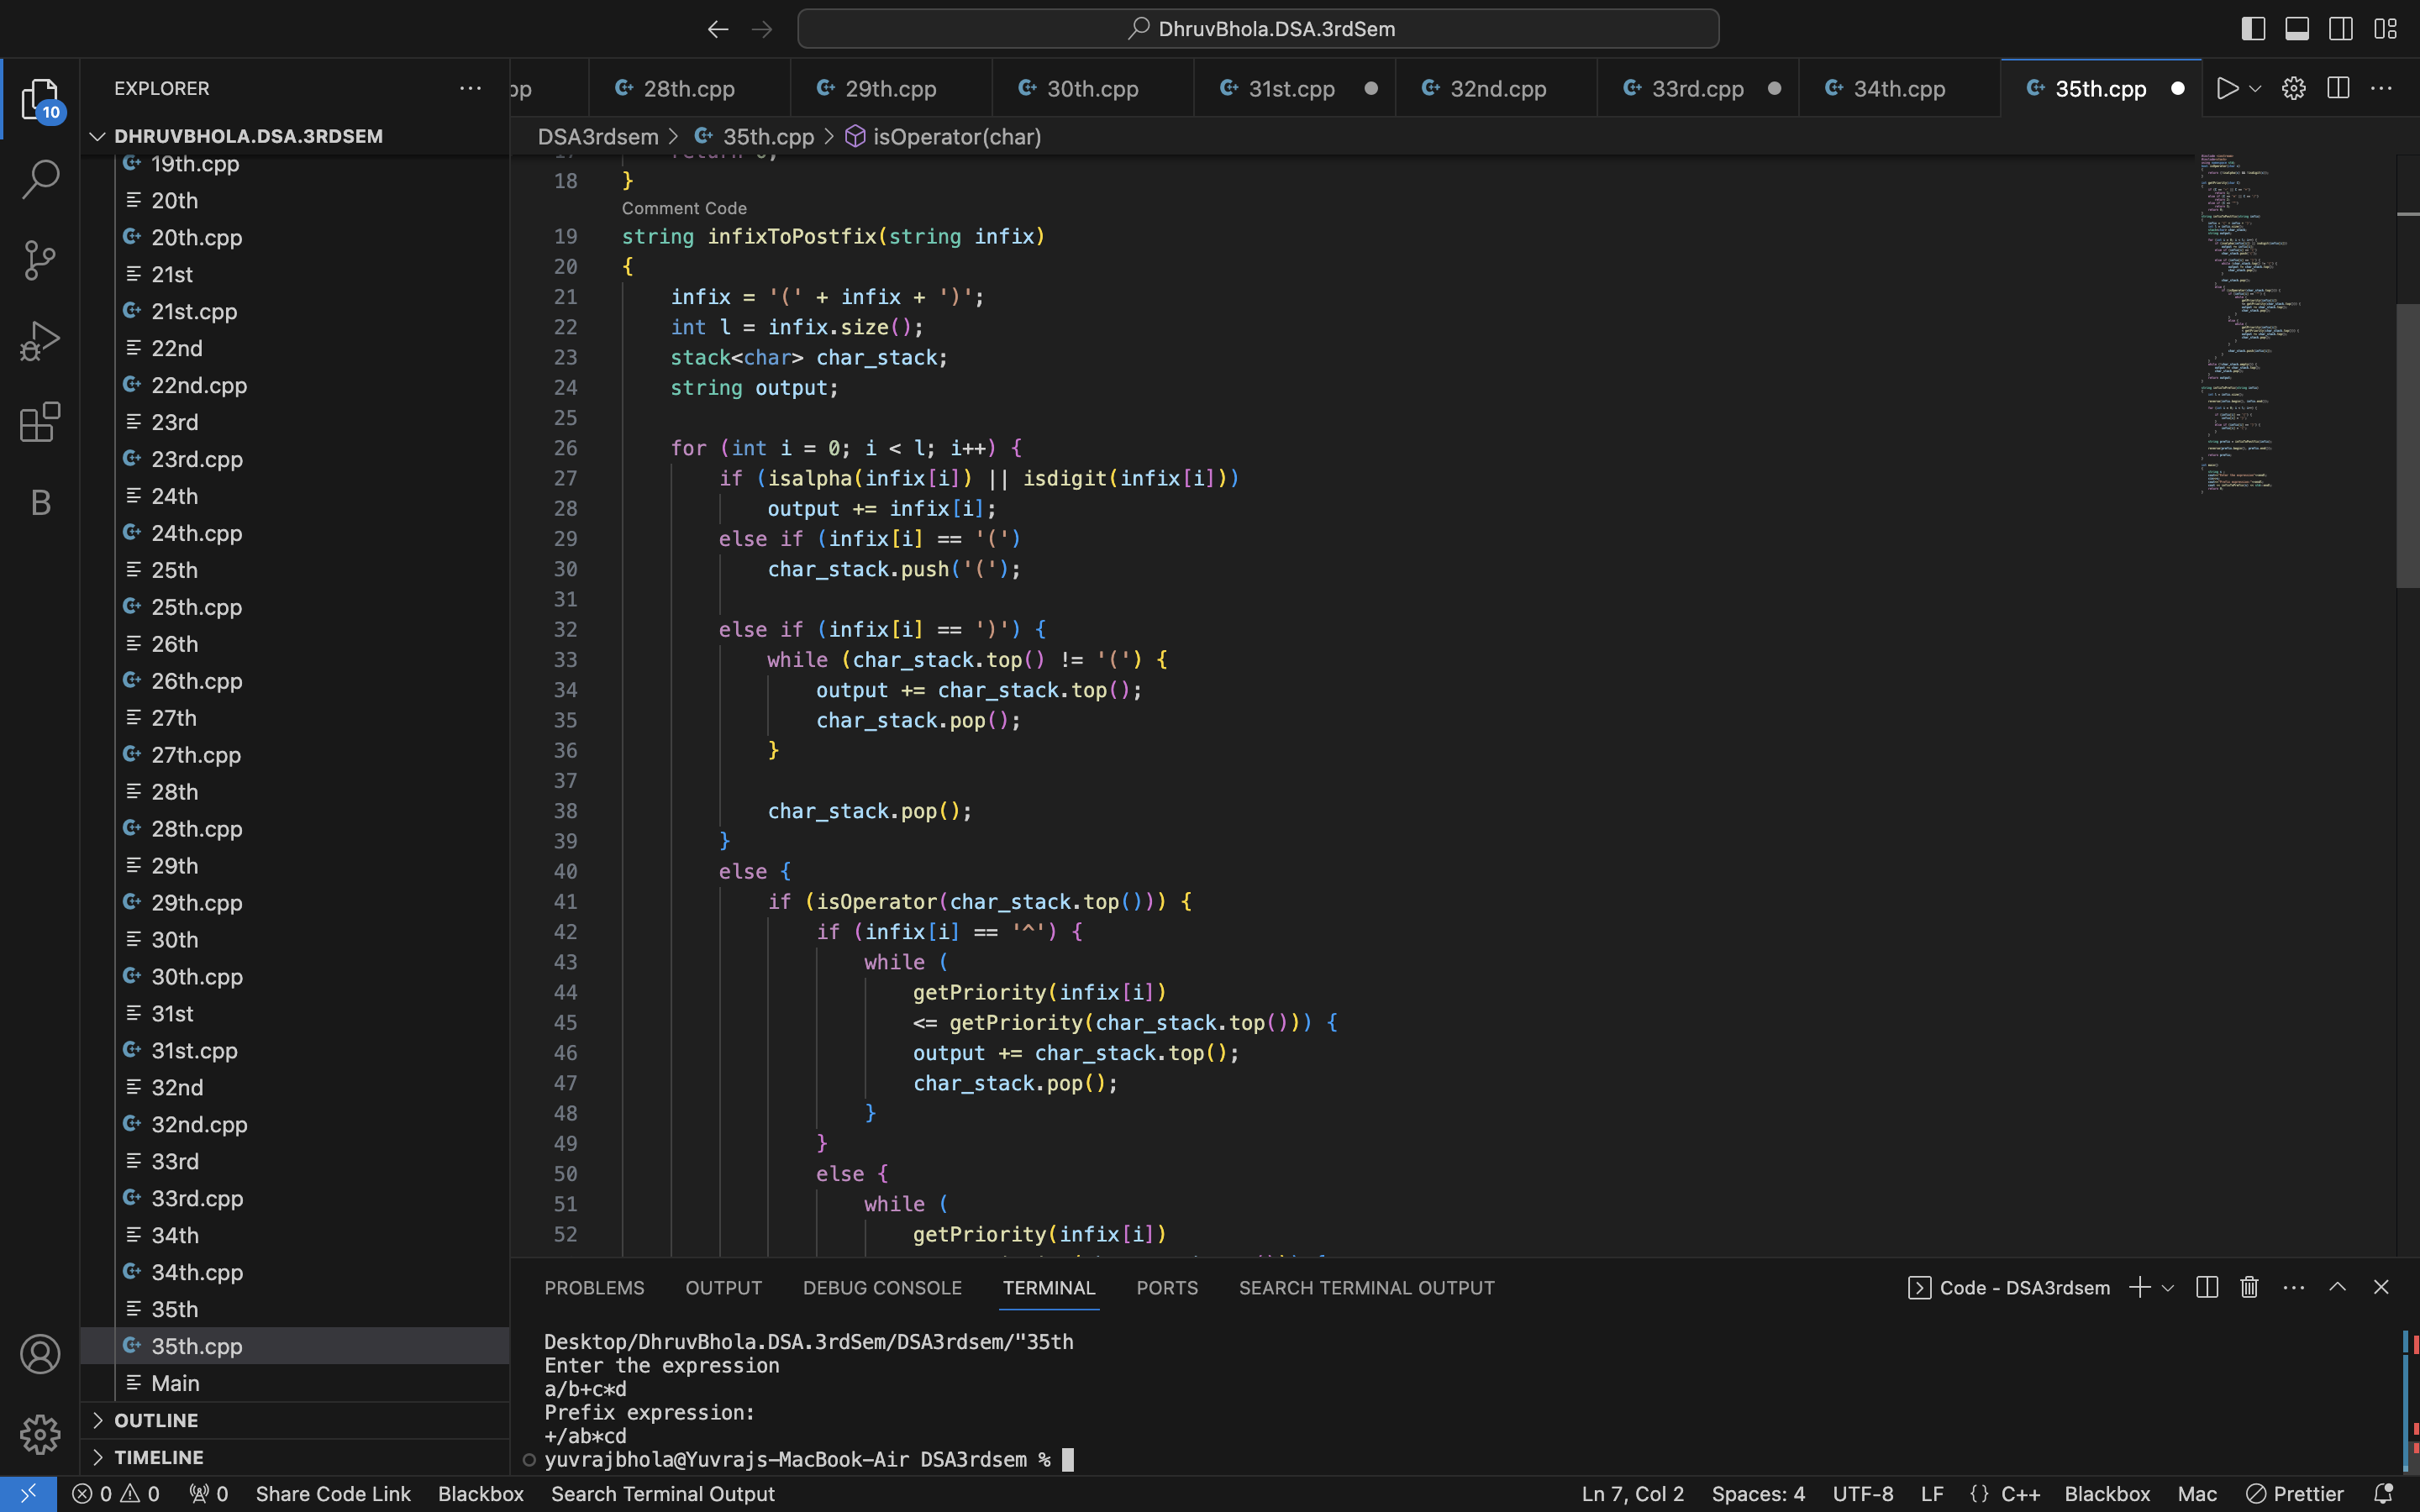 DhruvBhola.DSA.3rdSem
EXPLORER
10
DHRUVBHOLA.DSA.3RDSEM
19th.cpp
20th
20th.cpp
21st
21st.cpp
22nd
22nd.cpp
23rd
23rd.cpp
24th
24th.cpp
25th
25th.cpp
26th
26th.cpp
27th
27th.cpp
28th
28th.cpp
29th
29th.cpp
30th
30th.cpp
31st
31st.cpp
32nd
32nd.cpp
33rd
33rd.cpp
34th
34th.cpp
35th
35th.cpp
Main
OUTLINE
TIMELINE
B
pp 28th.cpp 29th.cpp 30th.cpp 31st.cpp 32nd.cpp 33rd.cpp 34th.cpp 35th.cpp
DSA3rdsem > 35th.cpp > isOperator(char)
18 }
Comment Code
19 string infixToPostfix(string infix)
20 {
21 infix = '(' + infix + ')';
22 int l = infix.size();
23 stack<char> char_stack;
24 string output;
25
26 for (int i = 0; i < l; i++) {
27 if (isalpha(infix[i]) || isdigit(infix[i]))
28 output += infix[i];
29 else if (infix[i] == '(')
30 char_stack.push('(');
31
32 else if (infix[i] == ')') {
33 while (char_stack.top() != '(') {
34 output += char_stack.top();
35 char_stack.pop();
36 }
37
38 char_stack.pop();
39 }
40 else {
41 if (isOperator(char_stack.top())) {
42 if (infix[i] == '^') {
43 while (
44 getPriority(infix[i])
45 <= getPriority(char_stack.top())) {
46 output += char_stack.top();
47 char_stack.pop();
48 }
49 }
50 else {
51 while (
52 getPriority(infix[i])
PROBLEMS OUTPUT DEBUG CONSOLE TERMINAL PORTS SEARCH TERMINAL OUTPUT
Code - DSA3rdsem
Desktop/DhruvBhola.DSA.3rdSem/DSA3rdsem/"35th
Enter the expression
a/b+c*d
Prefix expression:
+/ab*cd
yuvrajbhola@Yuvrajs-MacBook-Air DSA3rdsem %
0 0 0 Share Code Link Blackbox Search Terminal Output
Ln 7, Col 2 Spaces: 4 UTF-8 LF {} C++ Blackbox Mac Prettier